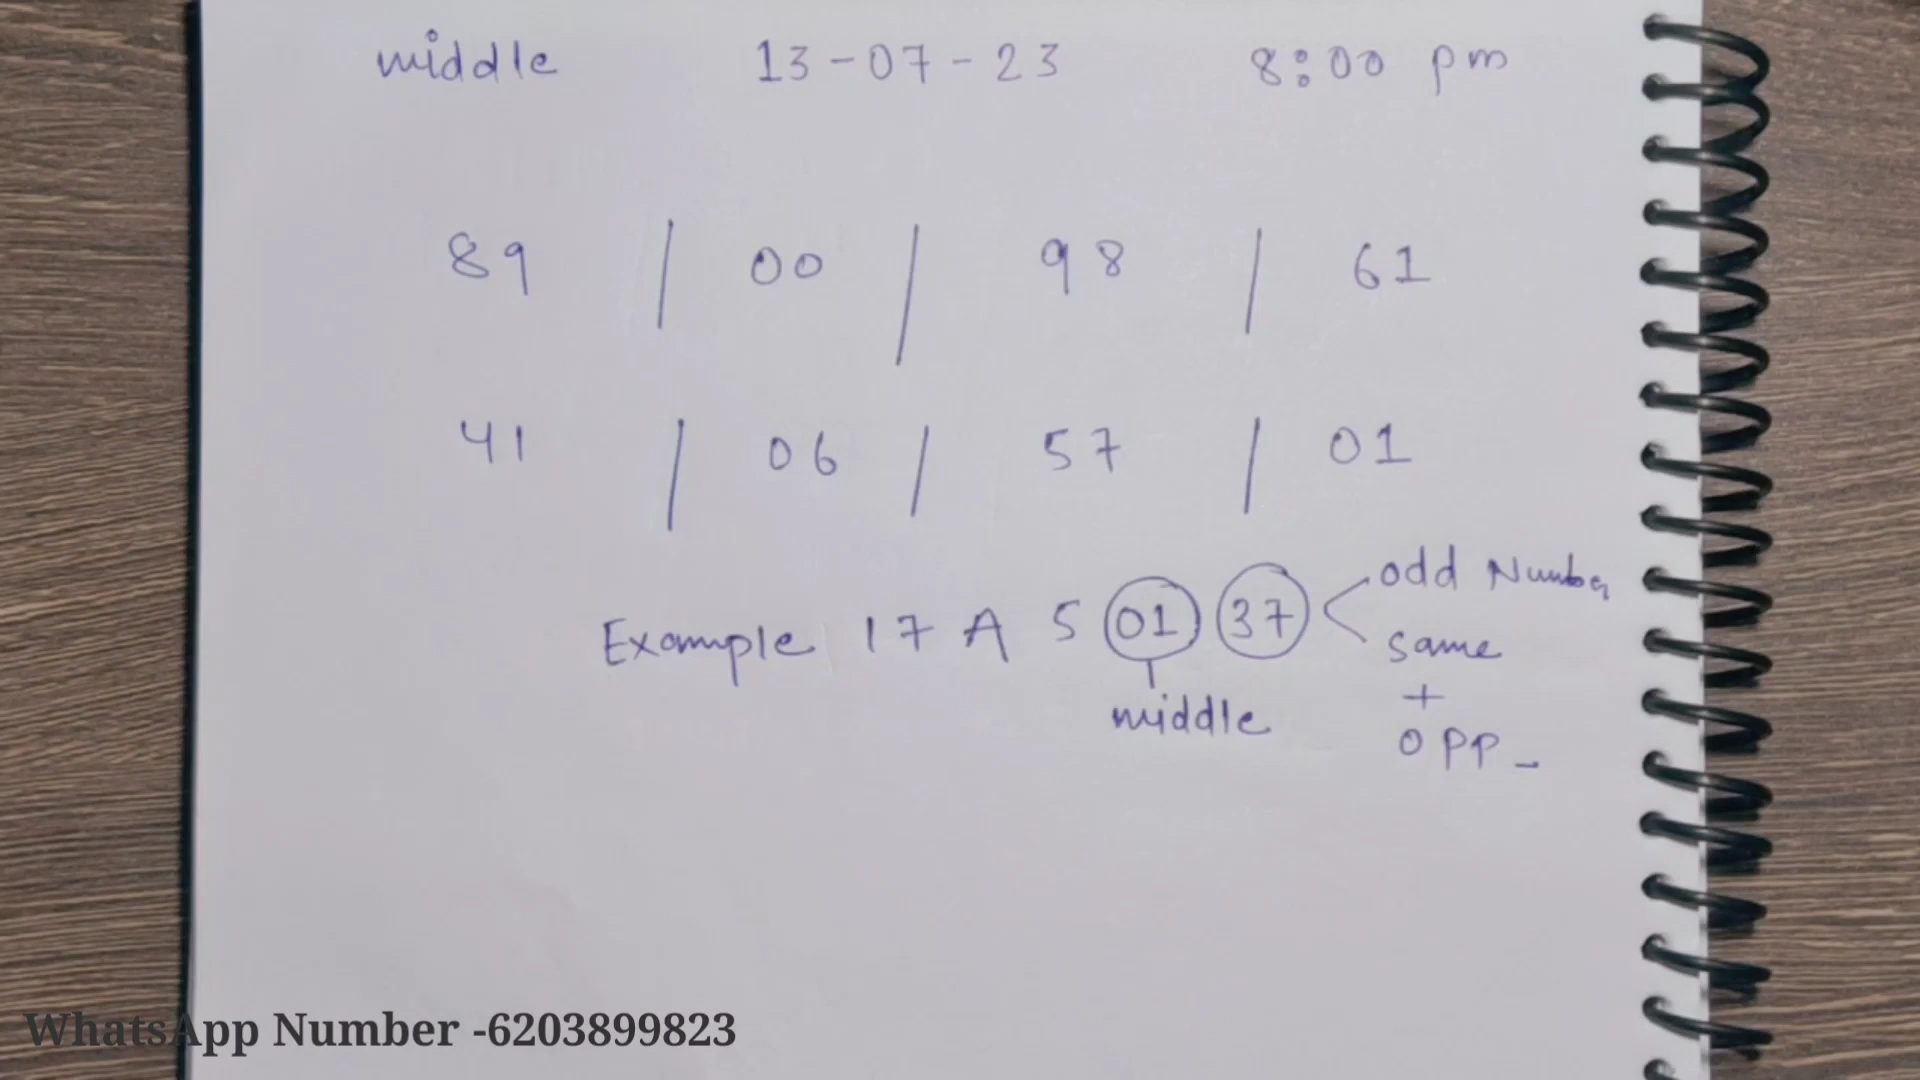 middle 13-07-23 8:00 pm
89 / 00 / 98 / 61
41 / 06 / 57 / 01
Example 17 A 5 01 37 odd Number
same
+
middle
opp -
WhatsApp Number -6203899823